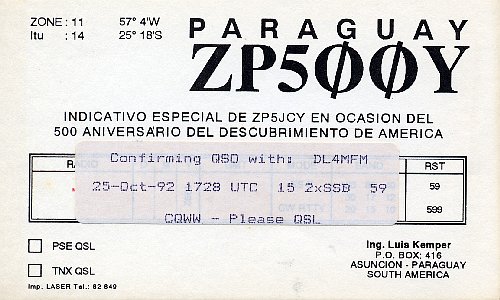 ZONE : 11 57° 4'W
Itu : 14 25° 18'S
PARAGUAY
ZP500Y
INDICATIVO ESPECIAL DE ZP5JCY EN OCASION DEL
500 ANIVERSARIO DEL DESCUBRIMIENTO DE AMERICA
Confirming QSO with: DL4MFM
25-Oct-92 1728 UTC 15 2xSSB 59
CQWW - Please QSL
RST
59
599
PSE QSL
TNX QSL
Ing. Luis Kemper
P.O. BOX: 416
ASUNCION - PARAGUAY
SOUTH AMERICA
Imp. LASER Tel.: 82 849